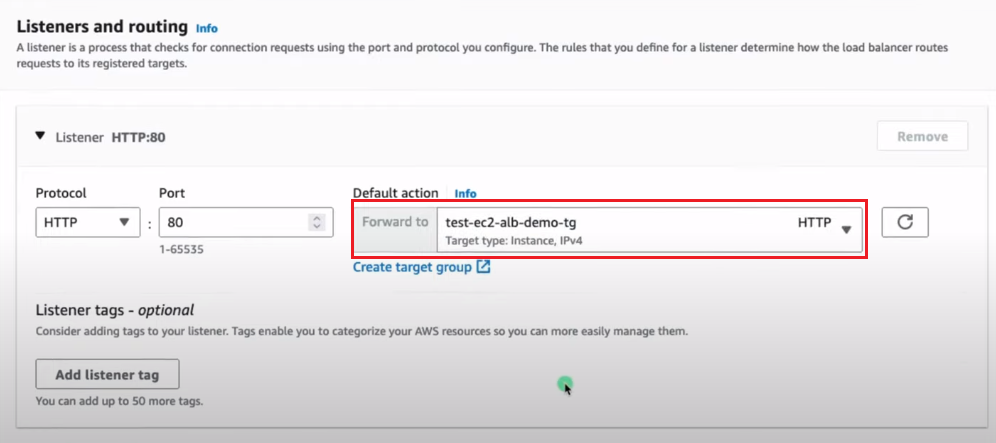 Listeners and routing Info
A listener is a process that checks for connection requests using the port and protocol you configure. The rules that you define for a listener determine how the load balancer routes
requests to its registered targets.
Listener HTTP:80
Remove
Protocol
Port
Default action Info
HTTP
:
80
Forward to
test-ec2-alb-demo-tg
HTTP
Target type: Instance, IPv4
1-65535
Create target group
Listener tags - optional
Consider adding tags to your listener. Tags enable you to categorize your AWS resources so you can more easily manage them.
Add listener tag
You can add up to 50 more tags.